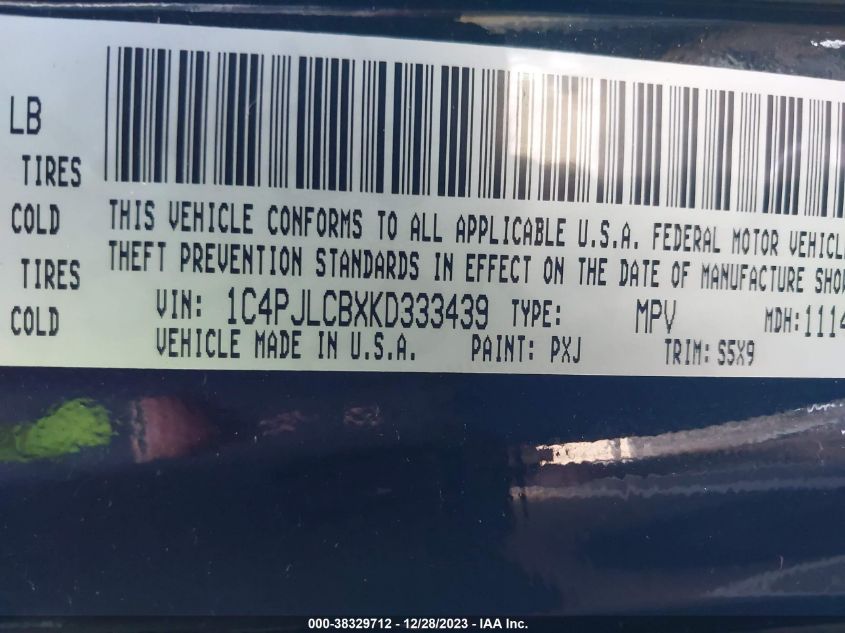 LB
TIRES
COLD THIS VEHICLE CONFORMS TO ALL APPLICABLE U.S.A. FEDERAL MOTOR VEHICLE
TIRES THEFT PREVENTION STANDARDS IN EFFECT ON THE DATE OF MANUFACTURE SHOW
COLD VIN: 1C4PJLCBXKD333439 TYPE: MPV MDH:1114
VEHICLE MADE IN U.S.A. PAINT: PXJ TRIM: S5X9
000-38329712 - 12/28/2023 - IAA Inc.